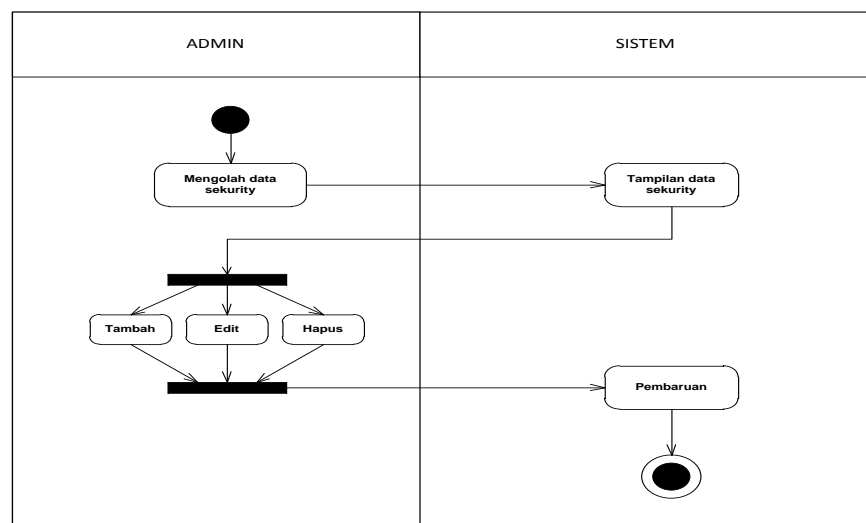 ADMIN
SISTEM
Mengolah data
sekurity
Tampilan data
sekurity
Tambah
Edit
Hapus
Pembaruan